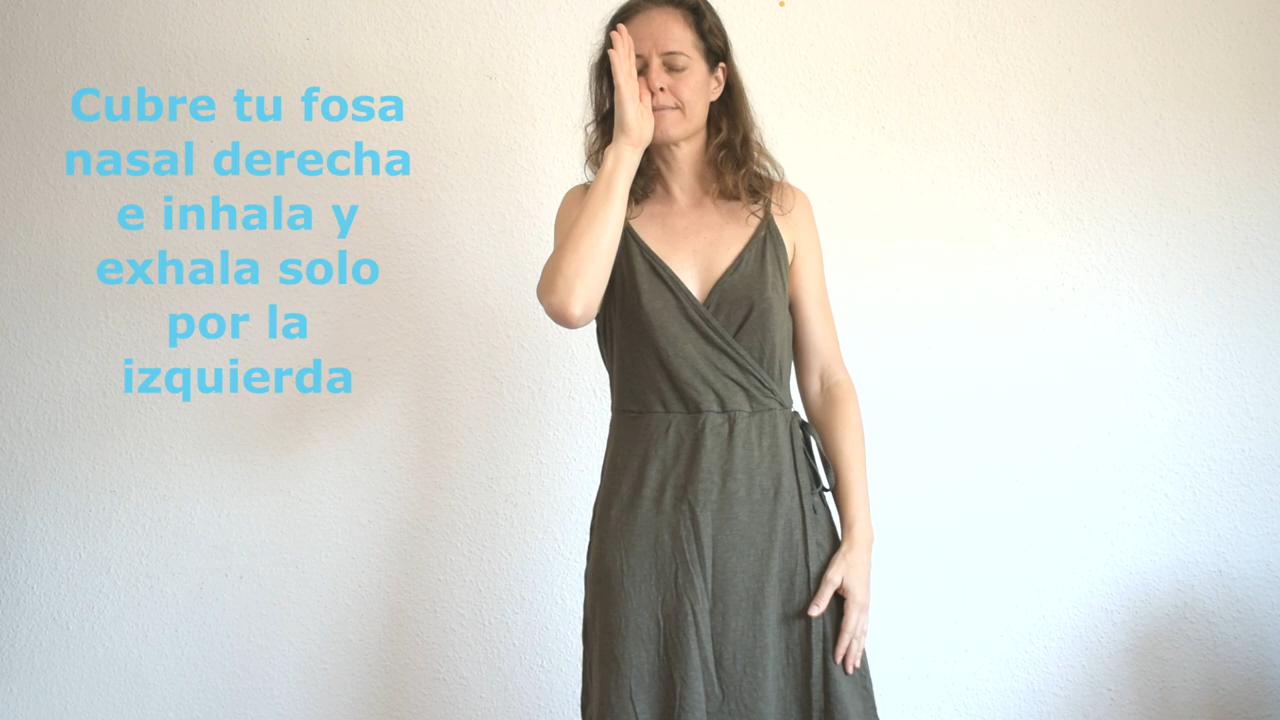 Cubre tu fosa
nasal derecha
e inhala y
exhala solo
por la
izquierda